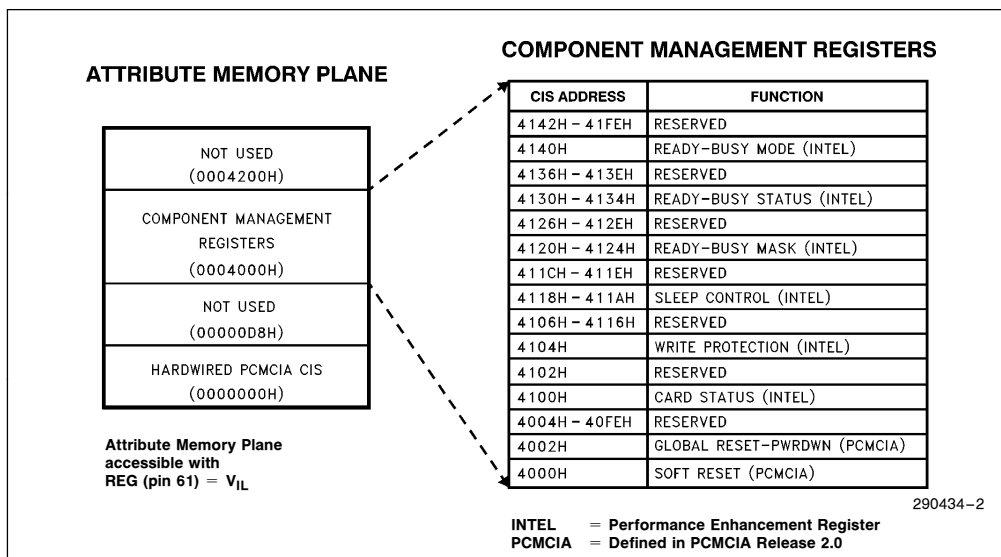 ATTRIBUTE MEMORY PLANE
NOT USED
(0004200H)
COMPONENT MANAGEMENT
REGISTERS
(0004000H)
NOT USED
(00000D8H)
HARDWIRED PCMCIA CIS
(0000000H)
Attribute Memory Plane
accessible with
REG (pin 61) = VIL
COMPONENT MANAGEMENT REGISTERS
CIS ADDRESS FUNCTION
4142H – 41FEH RESERVED
4140H READY-BUSY MODE (INTEL)
4136H – 413EH RESERVED
4130H – 4134H READY-BUSY STATUS (INTEL)
4126H – 412EH RESERVED
4120H – 4124H READY-BUSY MASK (INTEL)
411CH – 411EH RESERVED
4118H – 411AH SLEEP CONTROL (INTEL)
4106H – 4116H RESERVED
4104H WRITE PROTECTION (INTEL)
4102H RESERVED
4100H CARD STATUS (INTEL)
4004H – 40FEH RESERVED
4002H GLOBAL RESET-PWRDWN (PCMCIA)
4000H SOFT RESET (PCMCIA)
290434–2
INTEL = Performance Enhancement Register
PCMCIA = Defined in PCMCIA Release 2.0